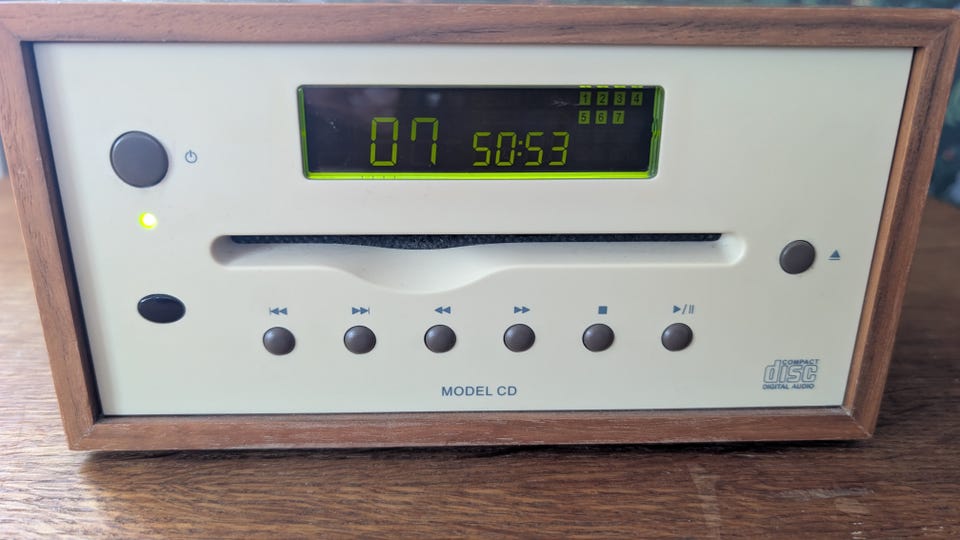 1 2 3 4
5 6 7
07 50:53
MODEL CD
COMPACT
disc
DIGITAL AUDIO